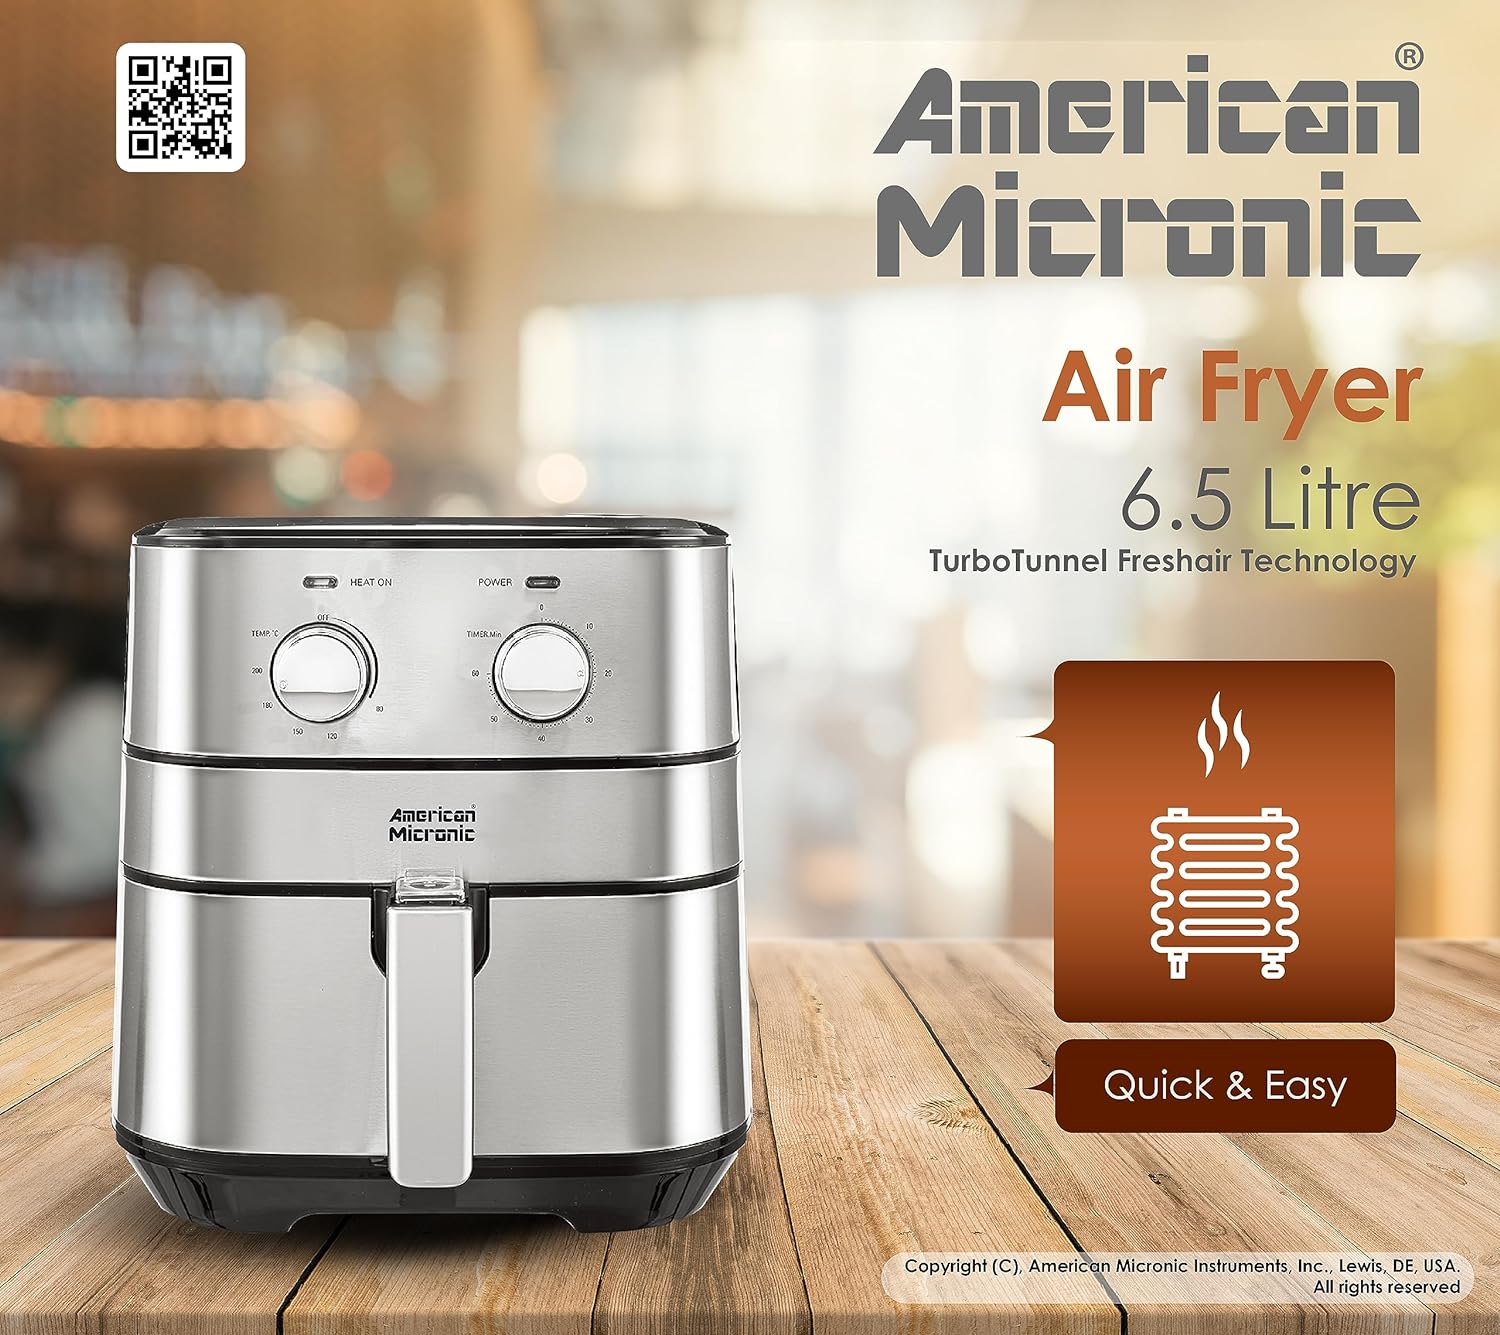 American®
Micronic
Air Fryer
6.5 Litre
TurboTunnel Freshair Technology
HEAT ON
POWER
OFF
TEMP. °C
200
180
150
120
80
0
TIMER.Min
10
20
30
40
50
60
American®
Micronic
Quick & Easy
Copyright (C), American Micronic Instruments, Inc., Lewis, DE, USA.
All rights reserved